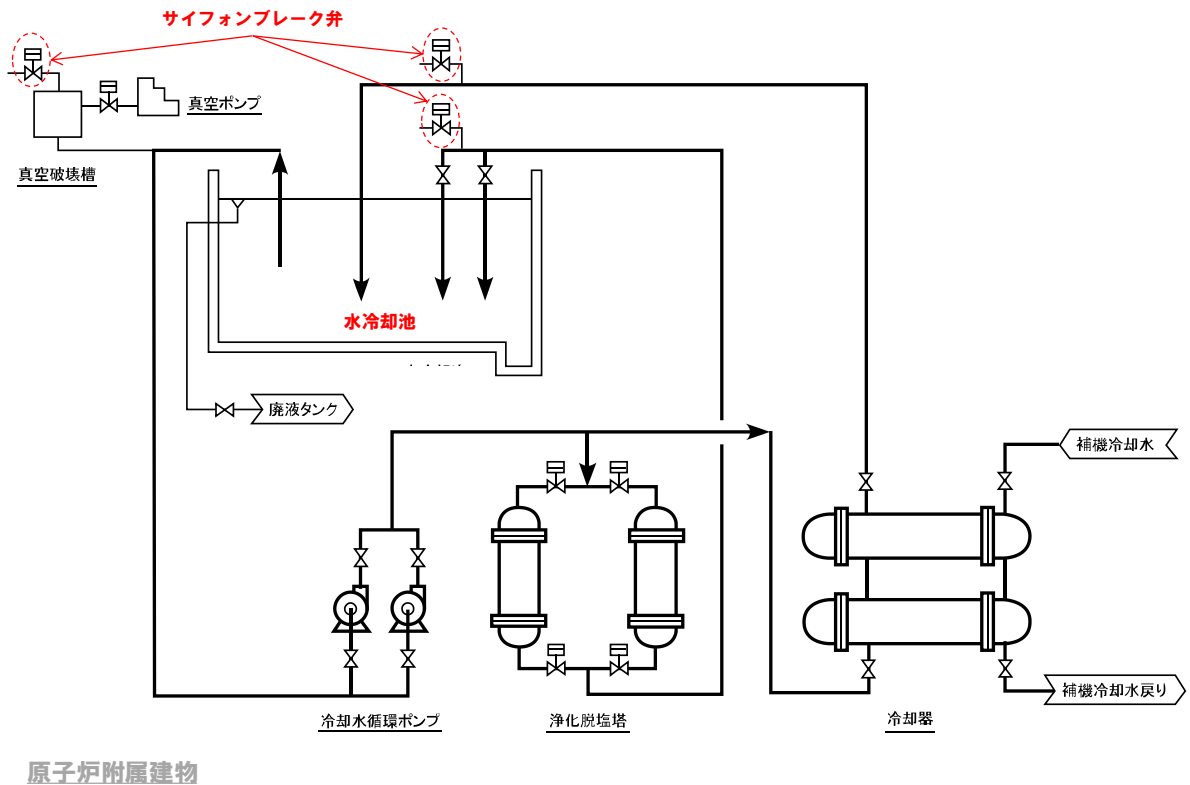 サイフォンブレーク弁
真空ポンプ
真空破壊槽
水冷却池
廃液タンク
補機冷却水
補機冷却水戻り
冷却水循環ポンプ
浄化脱塩塔
冷却器
原子炉附属建物